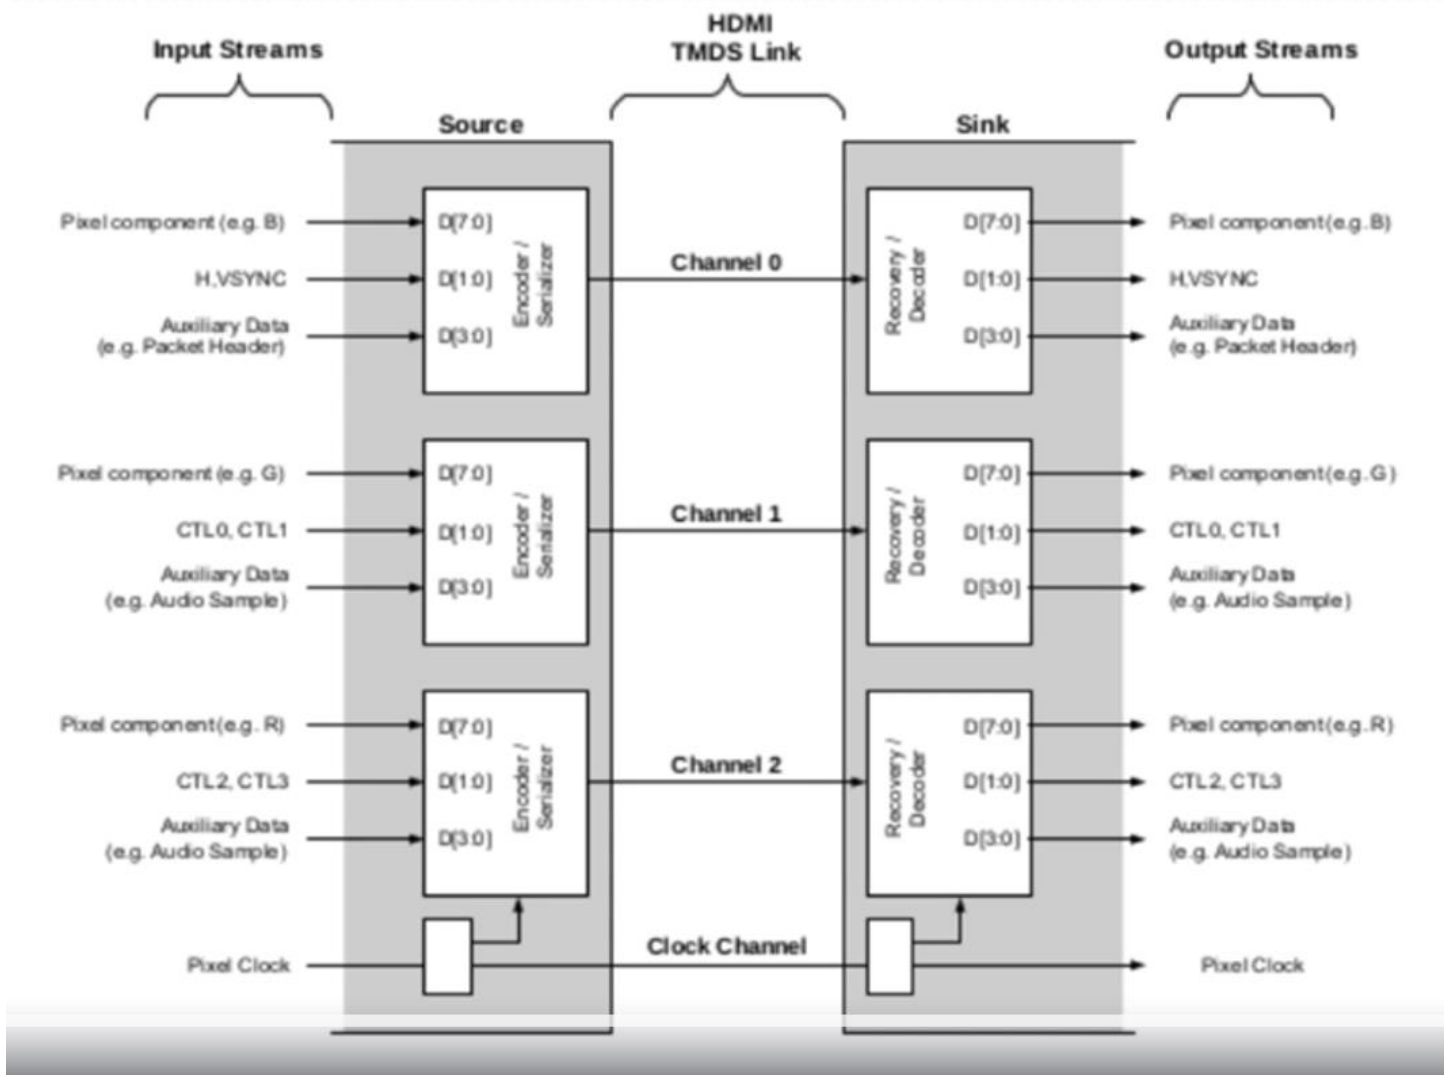 HDMI
TMDS Link
Input Streams
Output Streams
Source
Sink
Pixel component (e.g. B)
D[7:0]
H,VSYNC
D[1:0]
Auxiliary Data
(e.g. Packet Header)
D[3:0]
Encoder /
Serializer
Channel 0
Recovery /
Decoder
D[7:0]
Pixel component (e.g. B)
D[1:0]
H,VSYNC
D[3:0]
Auxiliary Data
(e.g. Packet Header)
Pixel component (e.g. G)
D[7:0]
CTL0, CTL1
D[1:0]
Auxiliary Data
(e.g. Audio Sample)
D[3:0]
Encoder /
Serializer
Channel 1
Recovery /
Decoder
D[7:0]
Pixel component (e.g. G)
D[1:0]
CTL0, CTL1
D[3:0]
Auxiliary Data
(e.g. Audio Sample)
Pixel component (e.g. R)
D[7:0]
CTL2, CTL3
D[1:0]
Auxiliary Data
(e.g. Audio Sample)
D[3:0]
Encoder /
Serializer
Channel 2
Recovery /
Decoder
D[7:0]
Pixel component (e.g. R)
D[1:0]
CTL2, CTL3
D[3:0]
Auxiliary Data
(e.g. Audio Sample)
Pixel Clock
Clock Channel
Pixel Clock